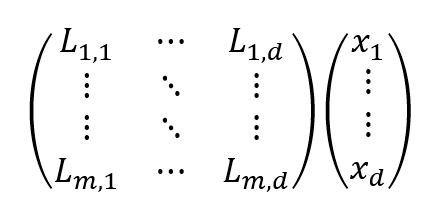 ( L_{1,1} ⋯ L_{1,d} ) ( x_1 )
⋮ ⋱ ⋮ ⋮
⋮ ⋱ ⋮ ⋮
L_{m,1} ⋯ L_{m,d} x_d